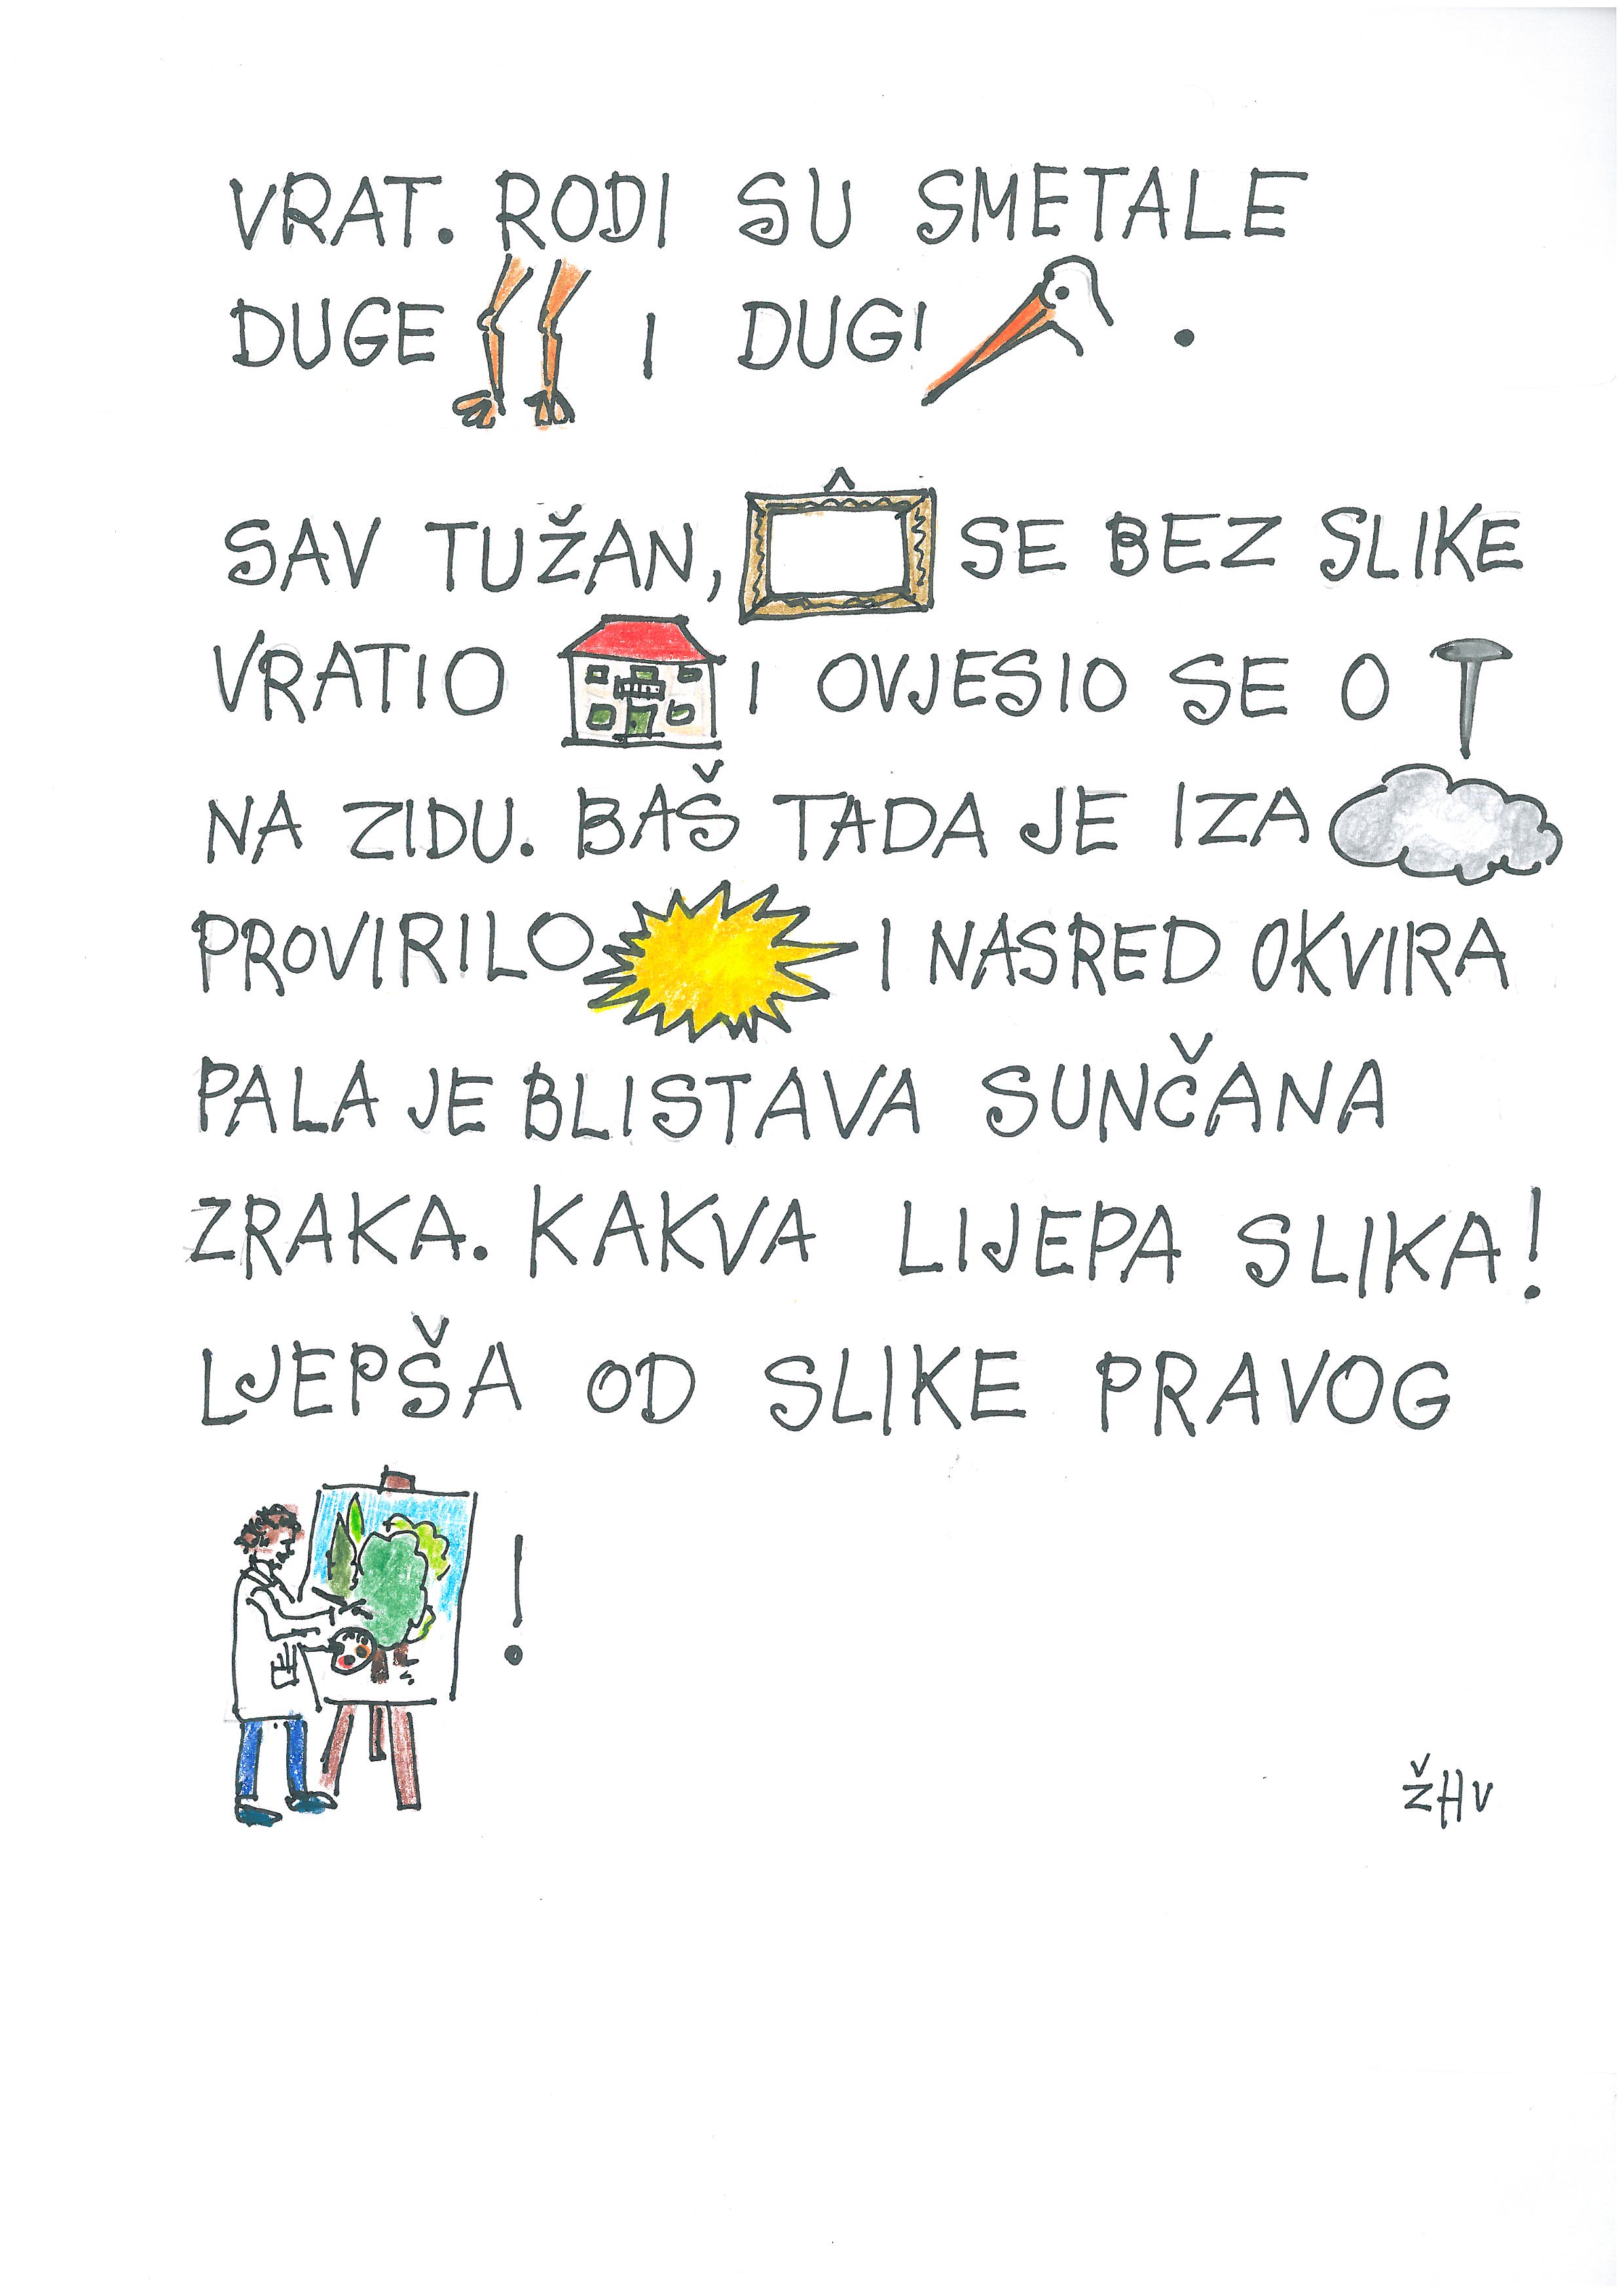 VRAT. RODI SU SMETALE
DUGE I DUGI .
SAV TUŽAN, SE BEZ SLIKE
VRATIO I OVJESIO SE O
NA ZIDU. BAŠ TADA JE IZA
PROVIRILO I NASRED OKVIRA
PALA JE BLISTAVA SUNČANA
ZRAKA. KAKVA LIJEPA SLIKA!
LJEPŠA OD SLIKE PRAVOG
!
ŽHV